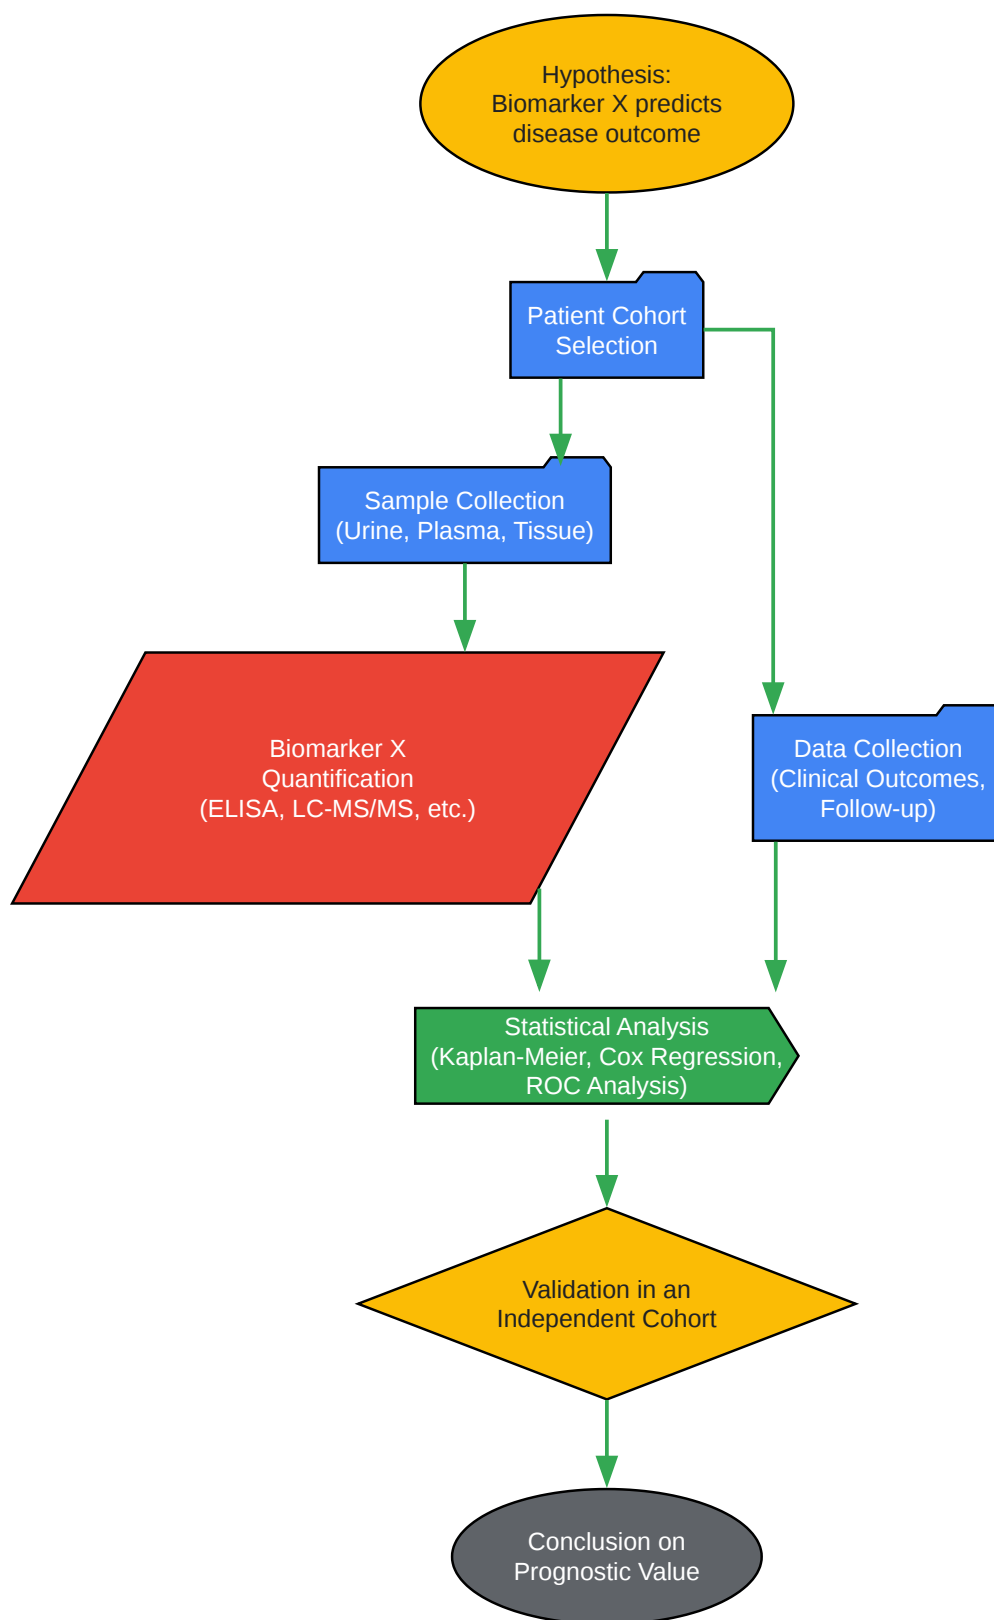 Hypothesis:
Biomarker X predicts
disease outcome
Patient Cohort
Selection
Sample Collection
(Urine, Plasma, Tissue)
Biomarker X
Quantification
(ELISA, LC-MS/MS, etc.)
Data Collection
(Clinical Outcomes,
Follow-up)
Statistical Analysis
(Kaplan-Meier, Cox Regression,
ROC Analysis)
Validation in an
Independent Cohort
Conclusion on
Prognostic Value